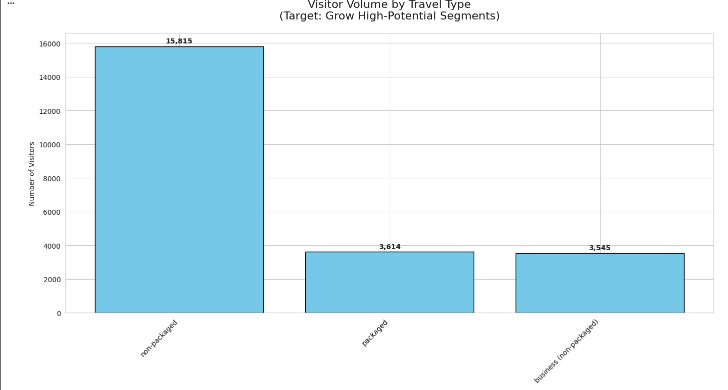 ...
Visitor Volume by Travel Type
(Target: Grow High-Potential Segments)
Number of Visitors
16000
14000
12000
10000
8000
6000
4000
2000
0
15,815
3,614
3,545
non-packaged
packaged
business (non-packaged)